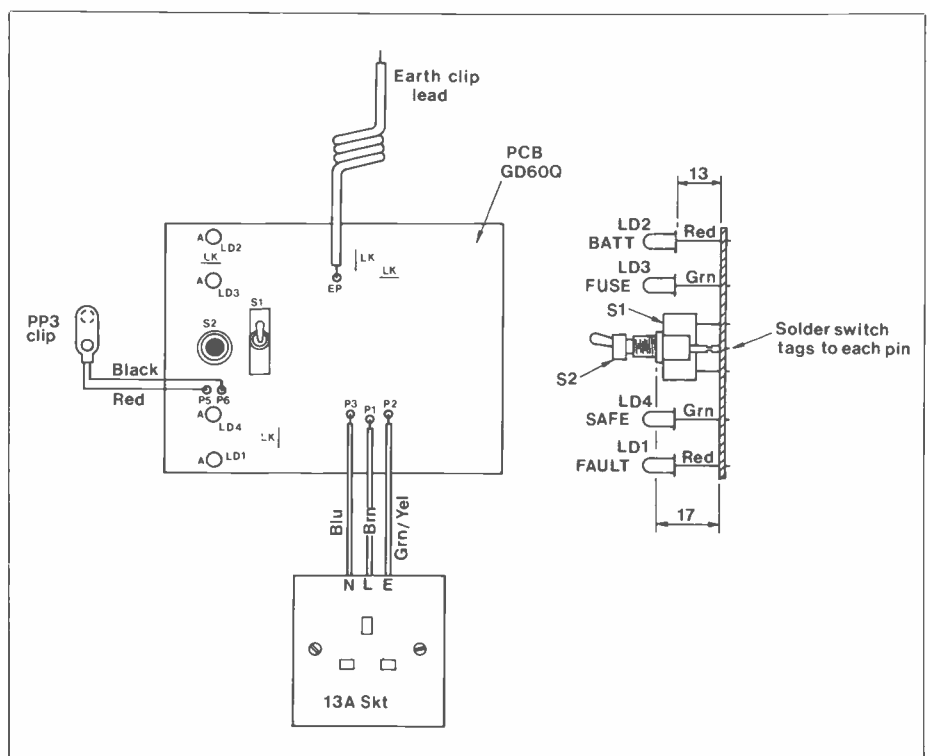 Earth clip
lead
PCB
GD60Q
A LD2
LK
A LD3
LK
LK
EP
S1
S2
PP3
clip
Black
Red
P5 P6
A LD4
LK
A LD1
P3 P1 P2
Blu
Brn
Grn/Yel
N L E
13A Skt
13
LD2
BATT
Red
LD3
FUSE
Grn
S1
Solder switch
tags to each pin
S2
LD4
SAFE
Grn
LD1
FAULT
Red
17